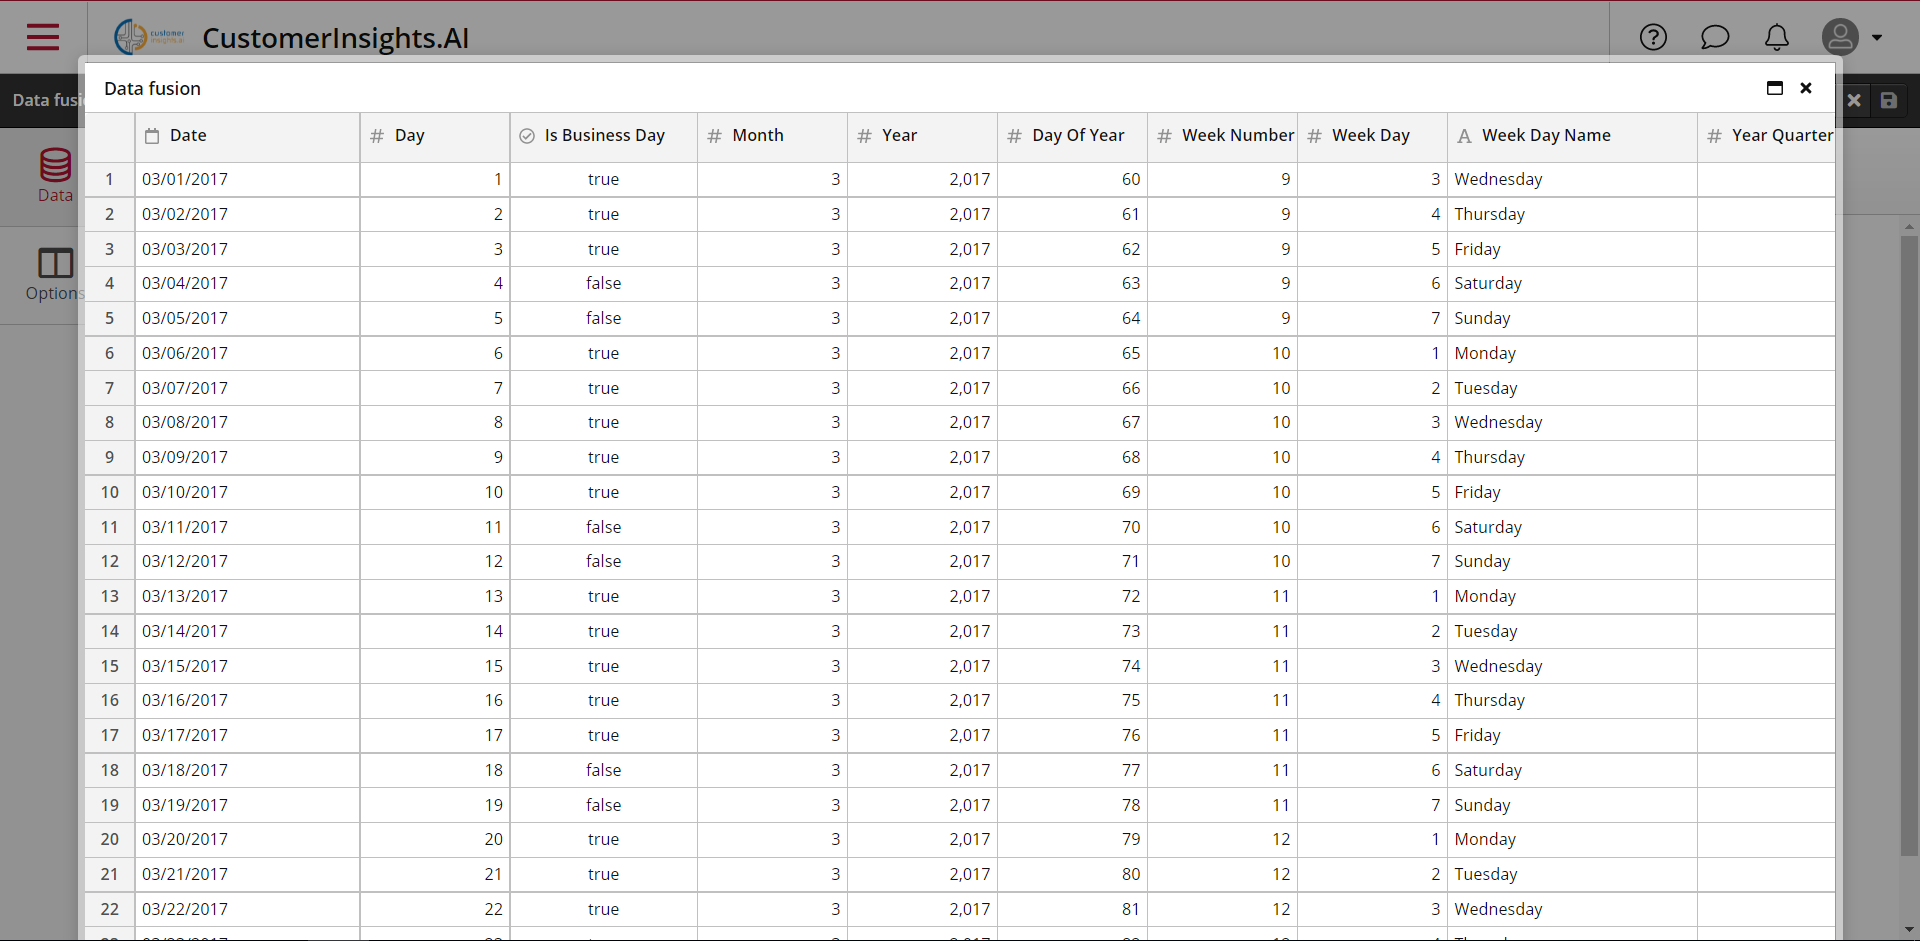 customer
insights.ai
CustomerInsights.AI
Data fusi
Data fusion
Data
Options
Date Day Is Business Day Month Year Day Of Year Week Number Week Day A Week Day Name Year Quarter
1 03/01/2017 1 true 3 2,017 60 9 3 Wednesday
2 03/02/2017 2 true 3 2,017 61 9 4 Thursday
3 03/03/2017 3 true 3 2,017 62 9 5 Friday
4 03/04/2017 4 false 3 2,017 63 9 6 Saturday
5 03/05/2017 5 false 3 2,017 64 9 7 Sunday
6 03/06/2017 6 true 3 2,017 65 10 1 Monday
7 03/07/2017 7 true 3 2,017 66 10 2 Tuesday
8 03/08/2017 8 true 3 2,017 67 10 3 Wednesday
9 03/09/2017 9 true 3 2,017 68 10 4 Thursday
10 03/10/2017 10 true 3 2,017 69 10 5 Friday
11 03/11/2017 11 false 3 2,017 70 10 6 Saturday
12 03/12/2017 12 false 3 2,017 71 10 7 Sunday
13 03/13/2017 13 true 3 2,017 72 11 1 Monday
14 03/14/2017 14 true 3 2,017 73 11 2 Tuesday
15 03/15/2017 15 true 3 2,017 74 11 3 Wednesday
16 03/16/2017 16 true 3 2,017 75 11 4 Thursday
17 03/17/2017 17 true 3 2,017 76 11 5 Friday
18 03/18/2017 18 false 3 2,017 77 11 6 Saturday
19 03/19/2017 19 false 3 2,017 78 11 7 Sunday
20 03/20/2017 20 true 3 2,017 79 12 1 Monday
21 03/21/2017 21 true 3 2,017 80 12 2 Tuesday
22 03/22/2017 22 true 3 2,017 81 12 3 Wednesday